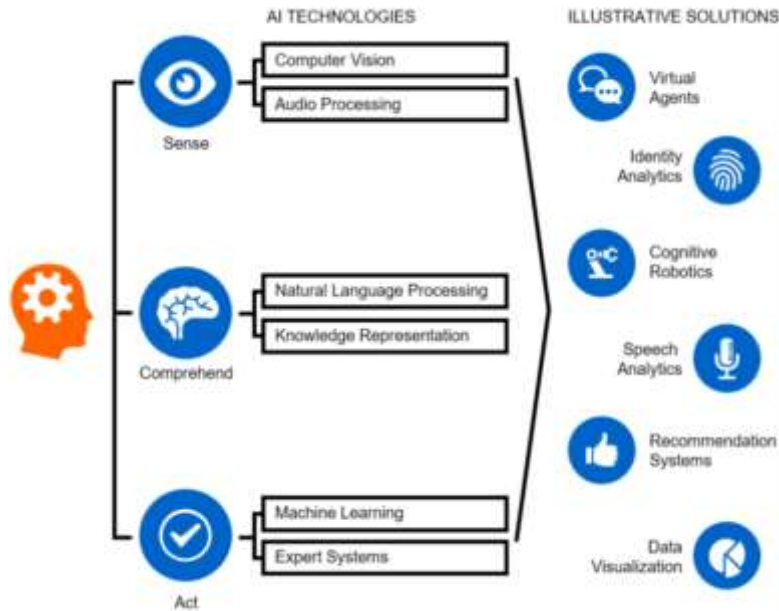 AI TECHNOLOGIES
ILLUSTRATIVE SOLUTIONS
Sense
Computer Vision
Audio Processing
Comprehend
Natural Language Processing
Knowledge Representation
Act
Machine Learning
Expert Systems
Virtual
Agents
Identity
Analytics
Cognitive
Robotics
Speech
Analytics
Recommendation
Systems
Data
Visualization